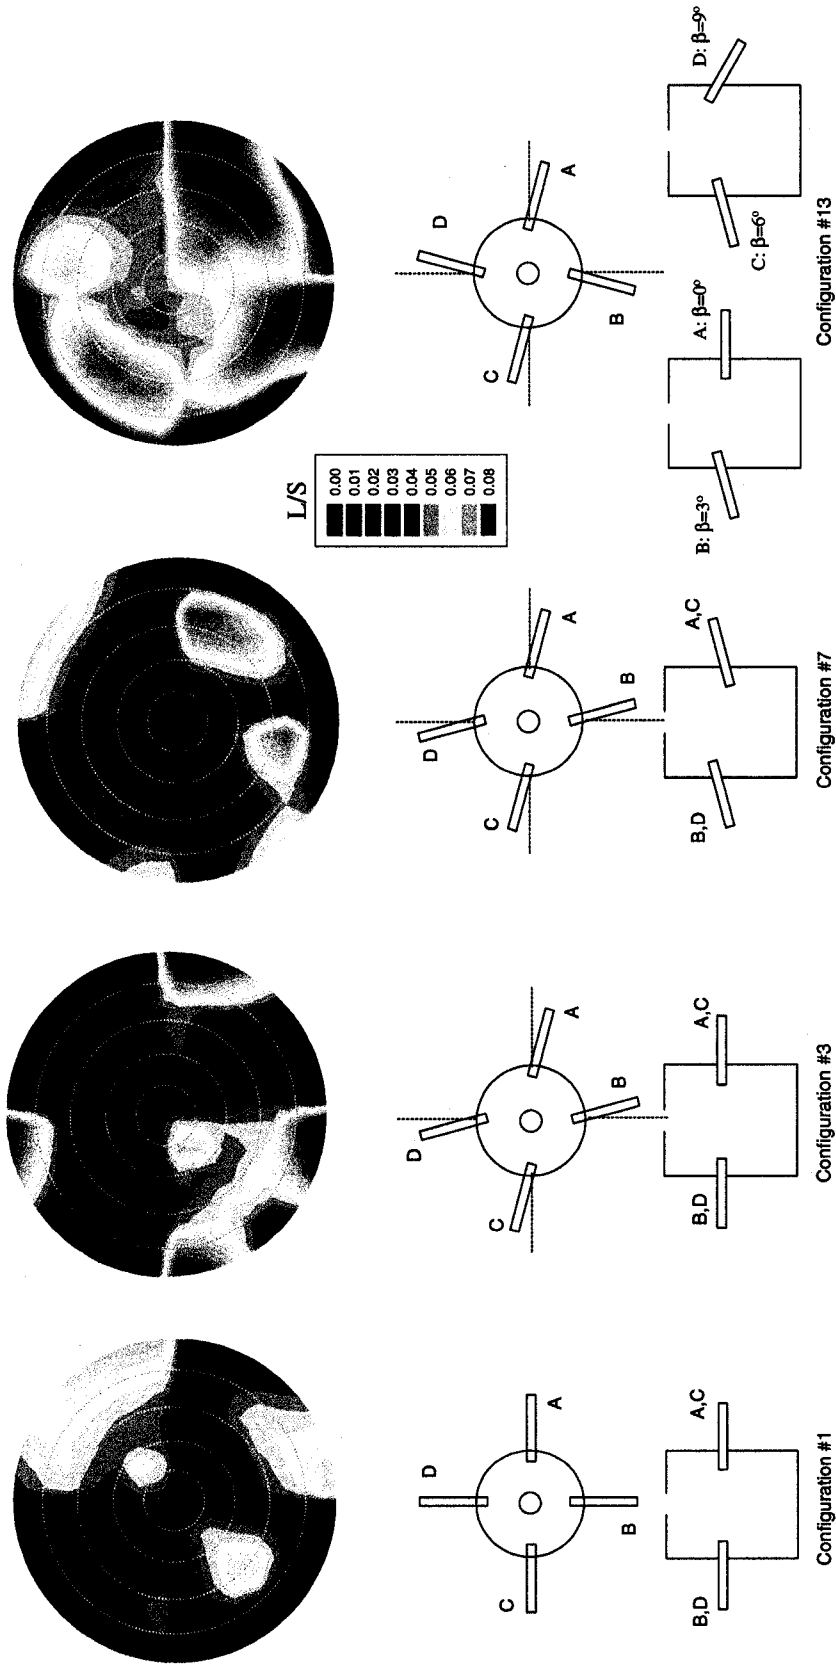 D
C
A
B
B,D
A,C
Configuration #1
D
C
A
B
B,D
A,C
Configuration #3
D
C
A
B
B,D
A,C
Configuration #7
L/S
0.00
0.01
0.02
0.03
0.04
0.05
0.06
0.07
0.08
D
C
A
B
B: β=3°
A: β=0°
C: β=6°
D: β=9°
Configuration #13